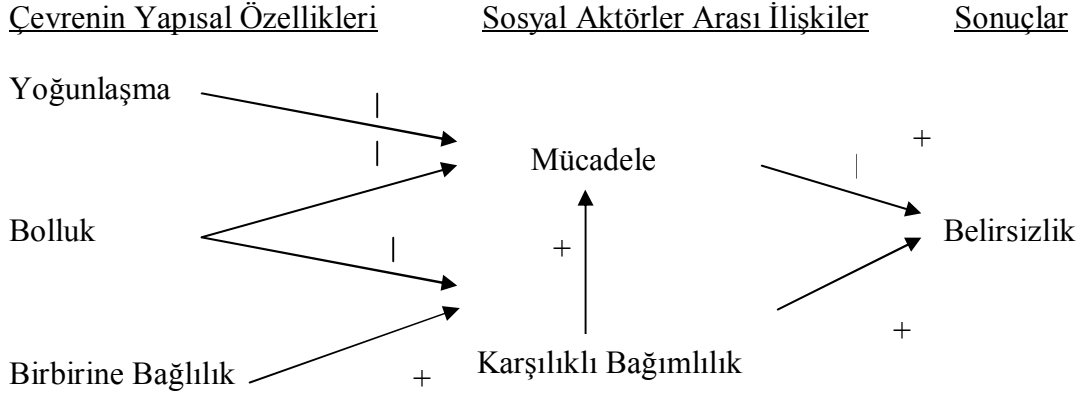 Çevrenin Yapısal Özellikleri Sosyal Aktörler Arası İlişkiler Sonuçlar
Yoğunlaşma
|
+
|
Mücadele
|
Bolluk
|
+
Belirsizlik
+
Birbirine Bağlılık
+
Karşılıklı Bağımlılık